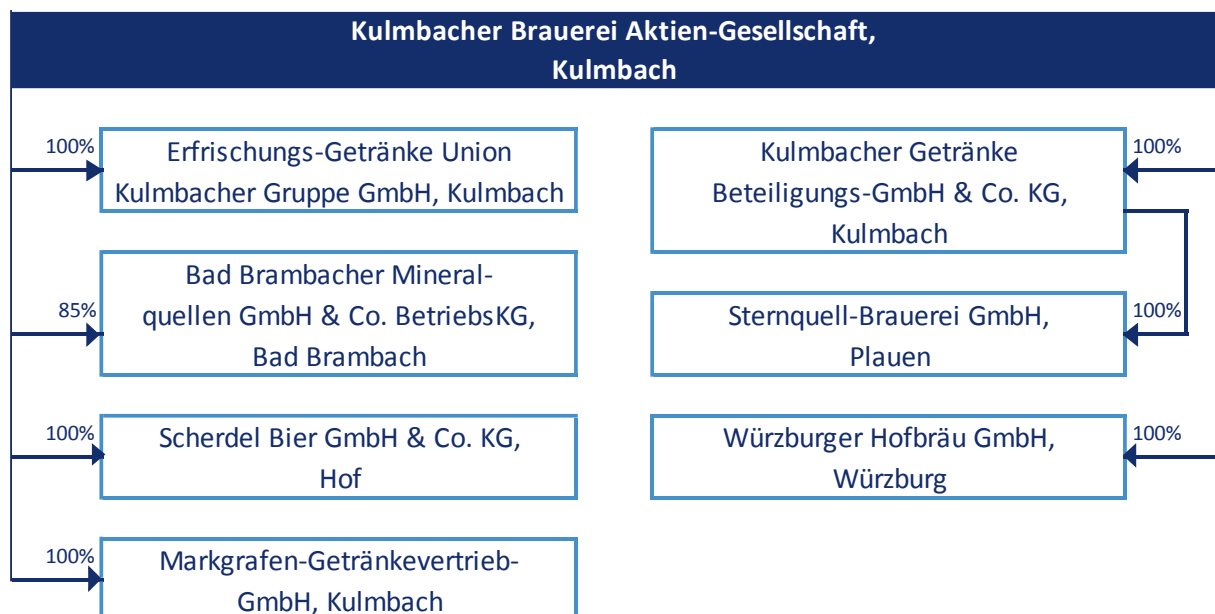 Kulmbacher Brauerei Aktien-Gesellschaft,
Kulmbach
100%
Erfrischungs-Getränke Union
Kulmbacher Gruppe GmbH, Kulmbach
85%
Bad Brambacher Mineral-
quellen GmbH & Co. BetriebsKG,
Bad Brambach
100%
Scherdel Bier GmbH & Co. KG,
Hof
100%
Markgrafen-Getränkevertrieb-
GmbH, Kulmbach
Kulmbacher Getränke
Beteiligungs-GmbH & Co. KG,
Kulmbach
100%
Sternquell-Brauerei GmbH,
Plauen
100%
Würzburger Hofbräu GmbH,
Würzburg
100%